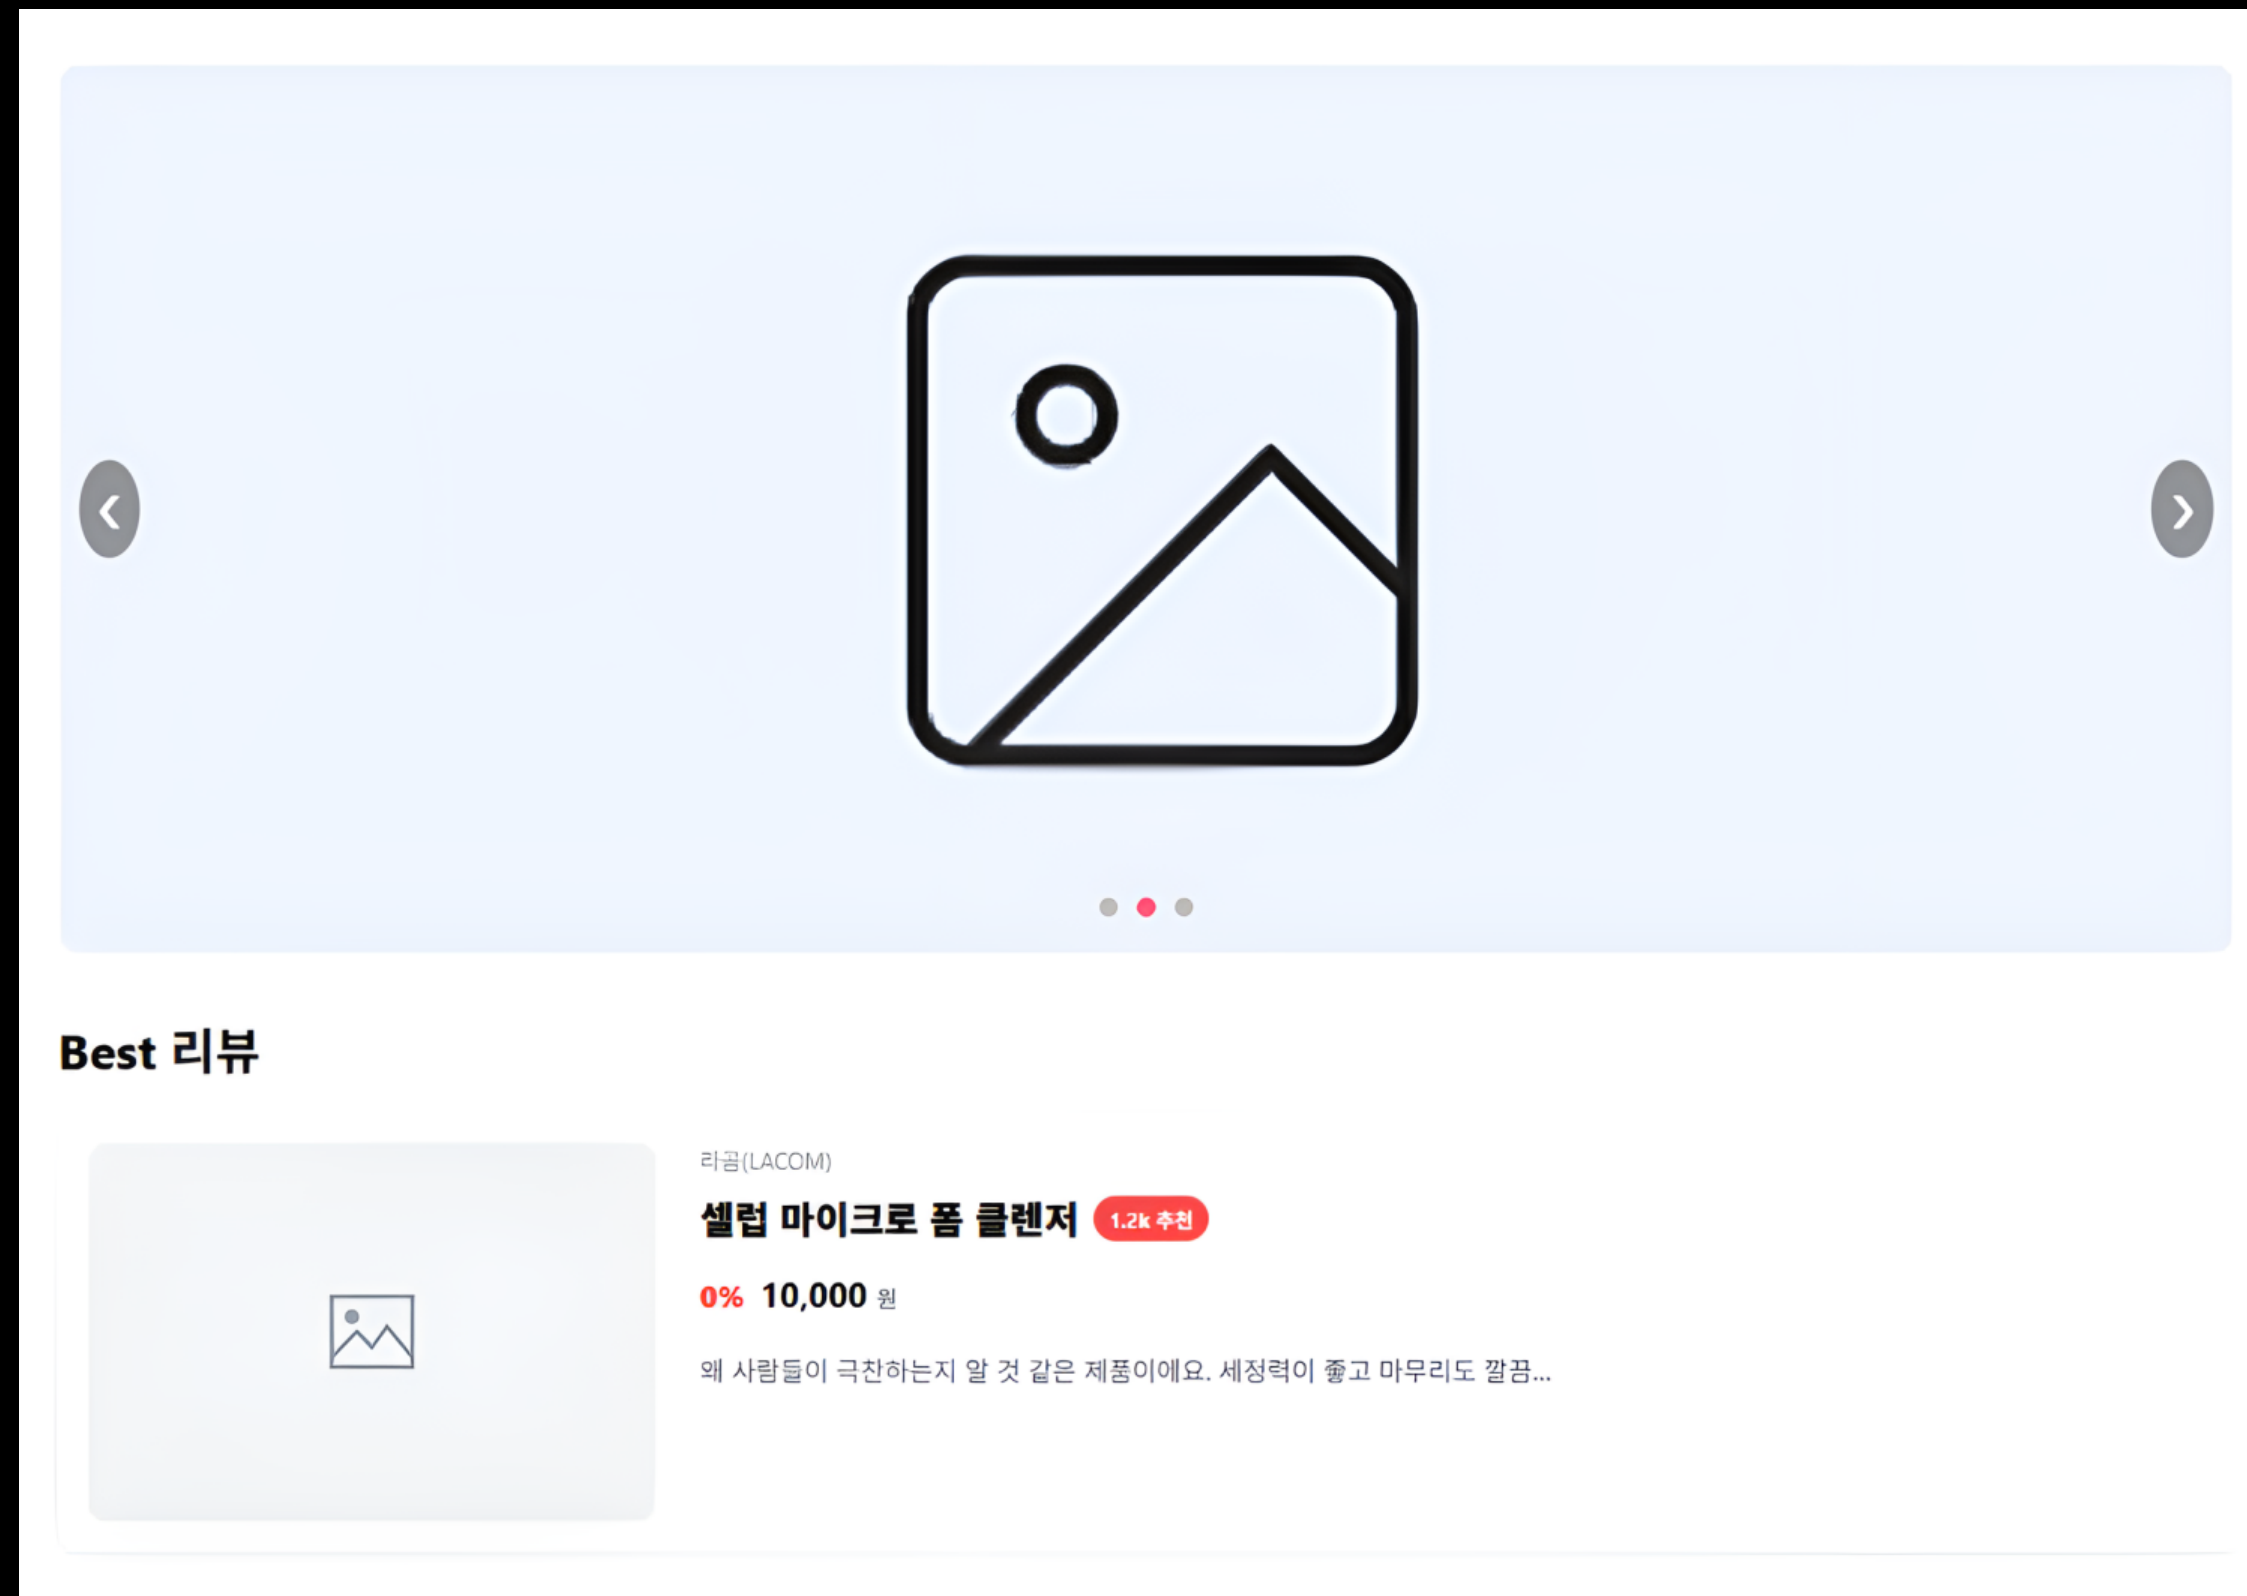 Best 리뷰
라곰(LACOM)
셀럽 마이크로 폼 클렌저 1.2k 추천
0% 10,000 원
왜 사람들이 극찬하는지 알 것 같은 제품이에요. 세정력이 좋고 마무리도 깔끔...